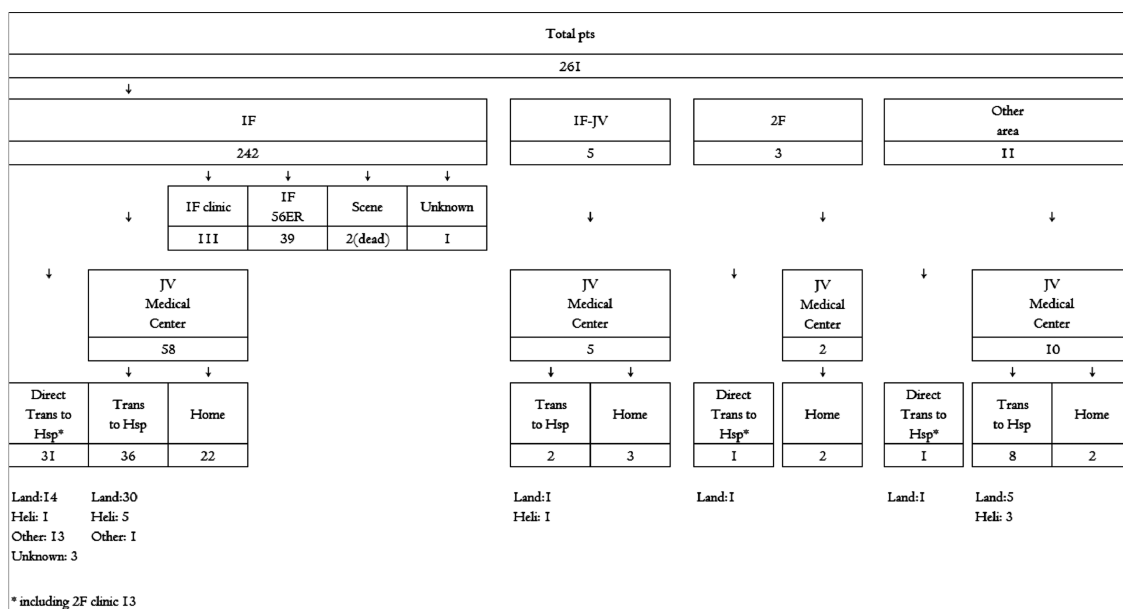 Total pts
261
↓
1F
1F-JV
2F
Other
area
242
5
3
11
↓ ↓ ↓ ↓
1F clinic
1F
56ER
Scene
Unknown
↓ ↓ ↓ ↓
111
39
2(dead)
1
↓ ↓ ↓
JV
Medical
Center
JV
Medical
Center
JV
Medical
Center
JV
Medical
Center
58
5
2
10
↓ ↓ ↓ ↓ ↓ ↓ ↓
Direct
Trans to
Hsp*
Trans
to Hsp
Home
Trans
to Hsp
Home
Direct
Trans to
Hsp*
Home
Direct
Trans to
Hsp*
Trans
to Hsp
Home
31
36
22
2
3
1
2
1
8
2
Land:14
Heli: 1
Other: 13
Unknown: 3
Land:30
Heli: 5
Other: 1
Land:1
Heli: 1
Land:1
Land:1
Land:5
Heli: 3
* including 2F clinic 13